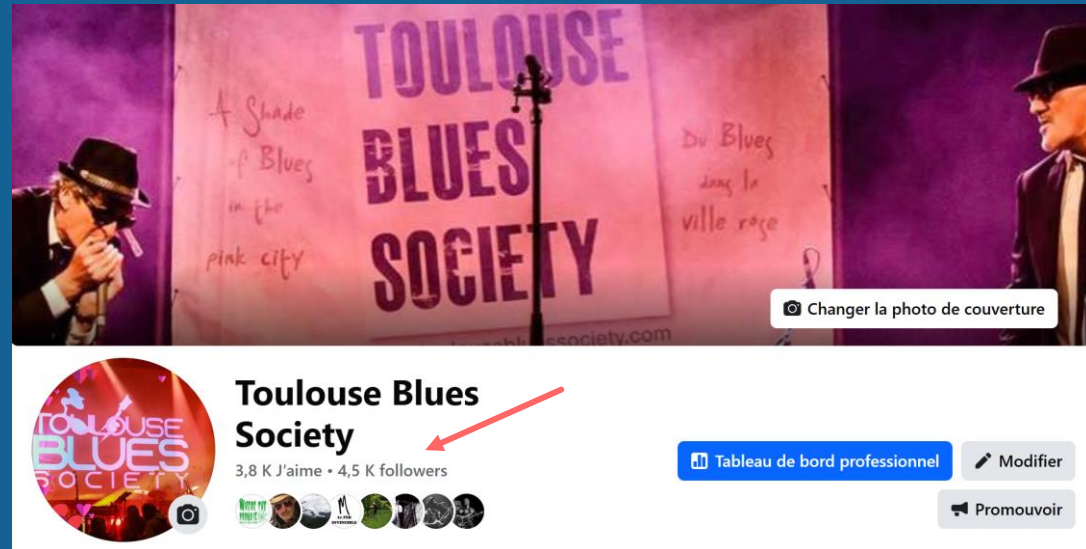 TOULOUSE
BLUES
SOCIETY
A Shade
of Blues
in the
pink city
Du Blues
dans la
ville rose
society.com
Changer la photo de couverture
TOULOUSE
BLUES
SOCIETY
Toulouse Blues
Society
3,8 K J’aime • 4,5 K followers
Tableau de bord professionnel
Modifier
Promouvoir